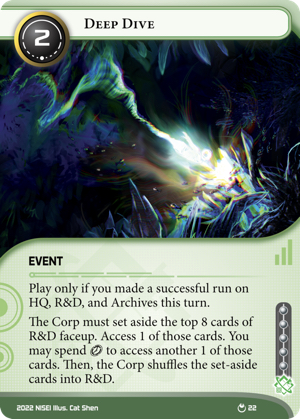 2
DEEP DIVE
EVENT
Play only if you made a successful run on
HQ, R&D, and Archives this turn.
The Corp must set aside the top 8 cards of
R&D faceup. Access 1 of those cards. You
may spend to access another 1 of those
cards. Then, the Corp shuffles the set-aside
cards into R&D.
2022 NISEI Illus. Cat Shen
22